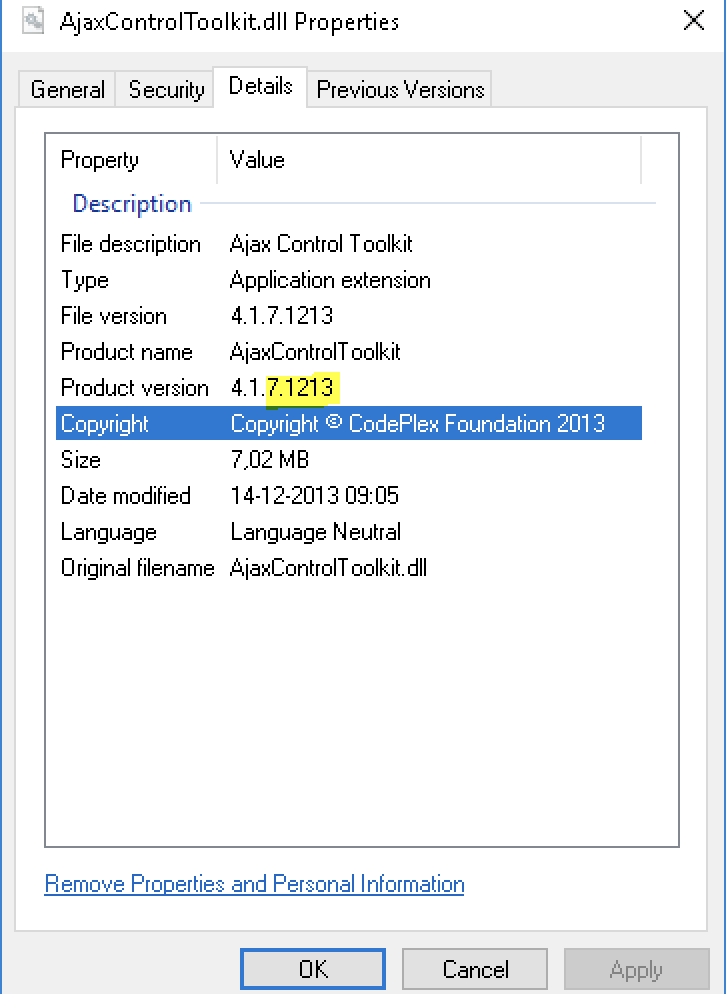 AjaxControlToolkit.dll Properties
General Security Details Previous Versions
Property Value
Description
File description Ajax Control Toolkit
Type Application extension
File version 4.1.7.1213
Product name AjaxControlToolkit
Product version 4.1.7.1213
Copyright Copyright © CodePlex Foundation 2013
Size 7,02 MB
Date modified 14-12-2013 09:05
Language Language Neutral
Original filename AjaxControlToolkit.dll
Remove Properties and Personal Information
OK Cancel Apply